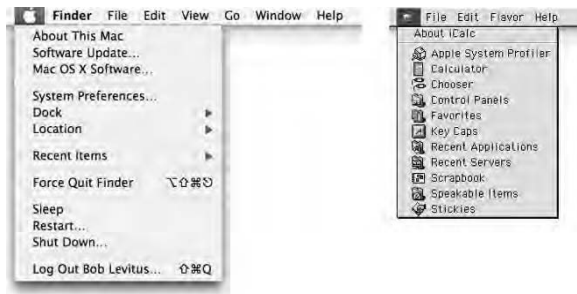 Finder File Edit View Go Window Help
About This Mac
Software Update...
Mac OS X Software...
System Preferences...
Dock
Location
Recent Items
Force Quit Finder ⌥⇧⌘⎋
Sleep
Restart...
Shut Down...
Log Out Bob Levitus... ⇧⌘Q
File Edit Flavor Help
About iCalc
Apple System Profiler
Calculator
Chooser
Control Panels
Favorites
Key Caps
Recent Applications
Recent Servers
Scrapbook
Speakable Items
Stickies